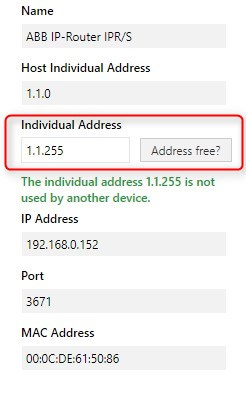 Name
ABB IP-Router IPR/S
Host Individual Address
1.1.0
Individual Address
1.1.255
Address free?
The individual address 1.1.255 is not
used by another device.
IP Address
192.168.0.152
Port
3671
MAC Address
00:0C:DE:61:50:86